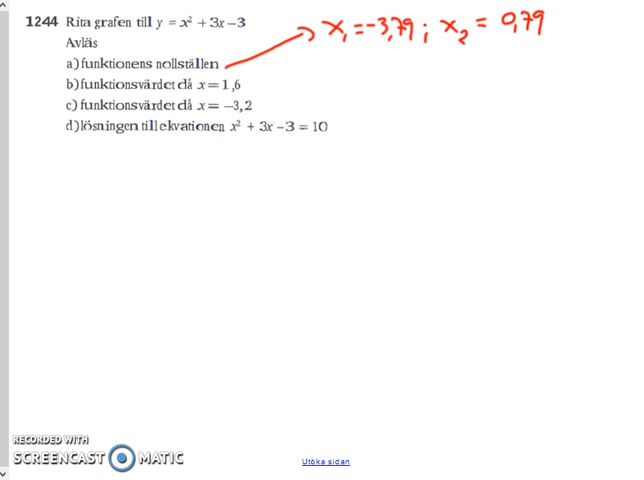 1244 Rita grafen till y = x² + 3x − 3
x₁ = −3,79 ; x₂ = 0,79
Avläs
a) funktionens nollställen
b) funktionsvärdet då x = 1,6
c) funktionsvärdet då x = −3,2
d) lösningen till ekvationen x² + 3x − 3 = 10
RECORDED WITH
SCREENCAST MATIC
Utöka sidan